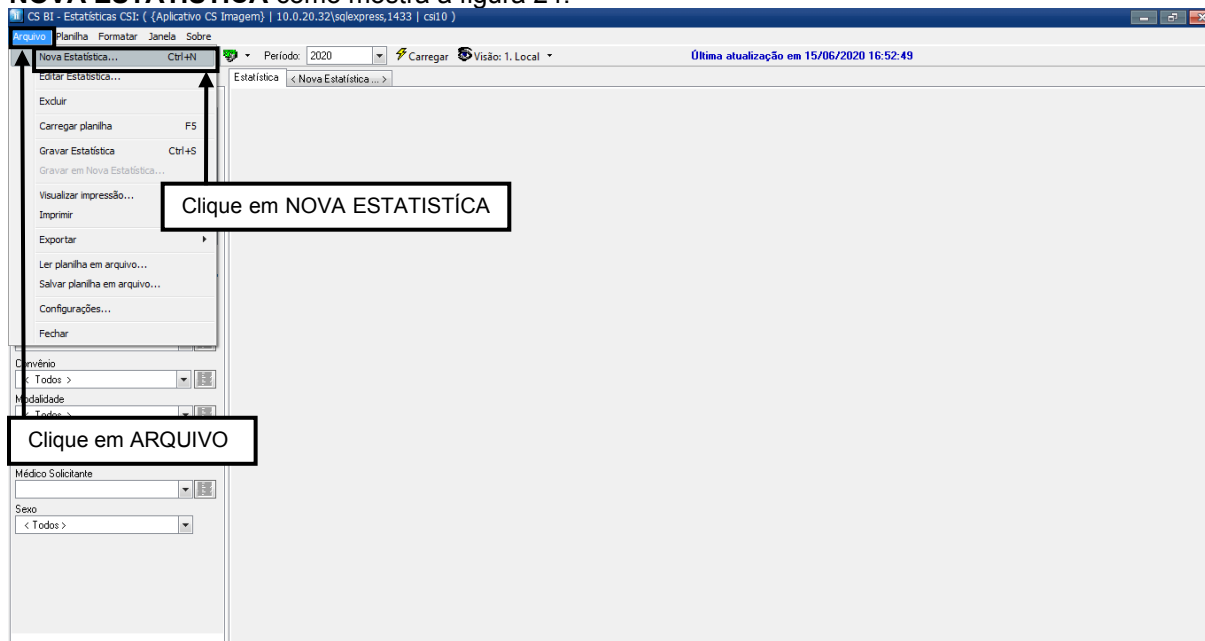 NOVA ESTATÍSTICA como mostra a figura 24.
CS BI - Estatísticas CSI: ( {Aplicativo CS Imagem} | 10.0.20.32\sqlexpress,1433 | csi10 )
Arquivo Planilha Formatar Janela Sobre
Nova Estatística... Ctrl+N
Período: 2020 Carregar Visão: 1. Local Última atualização em 15/06/2020 16:52:49
Editar Estatística...
Estatística < Nova Estatística ... >
Excluir
Carregar planilha F5
Gravar Estatística Ctrl+S
Gravar em Nova Estatística...
Visualizar impressão...
Clique em NOVA ESTATISTÍCA
Imprimir
Exportar
Ler planilha em arquivo...
Salvar planilha em arquivo...
Configurações...
Fechar
Convênio
< Todos >
Modalidade
< Todos >
Clique em ARQUIVO
Médico Solicitante
Sexo
< Todos >